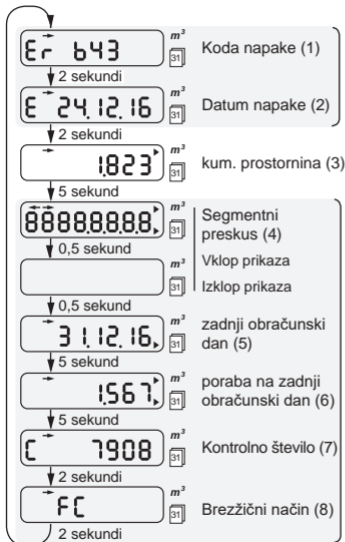 Er b43
m³
31
Koda napake (1)
2 sekundi
E 24.12.16
m³
31
Datum napake (2)
2 sekundi
1.823
m³
31
kum. prostornina (3)
5 sekund
8888.8.8.8.
m³
31
Segmentni
preskus (4)
0,5 sekund
Vklop prikaza
m³
31
Izklop prikaza
0,5 sekund
31.12.16.
m³
31
zadnji obračunski
dan (5)
5 sekund
1.567
m³
31
poraba na zadnji
obračunski dan (6)
5 sekund
C 7908
m³
31
Kontrolno število (7)
2 sekundi
FC
m³
31
Brezžični način (8)
2 sekundi